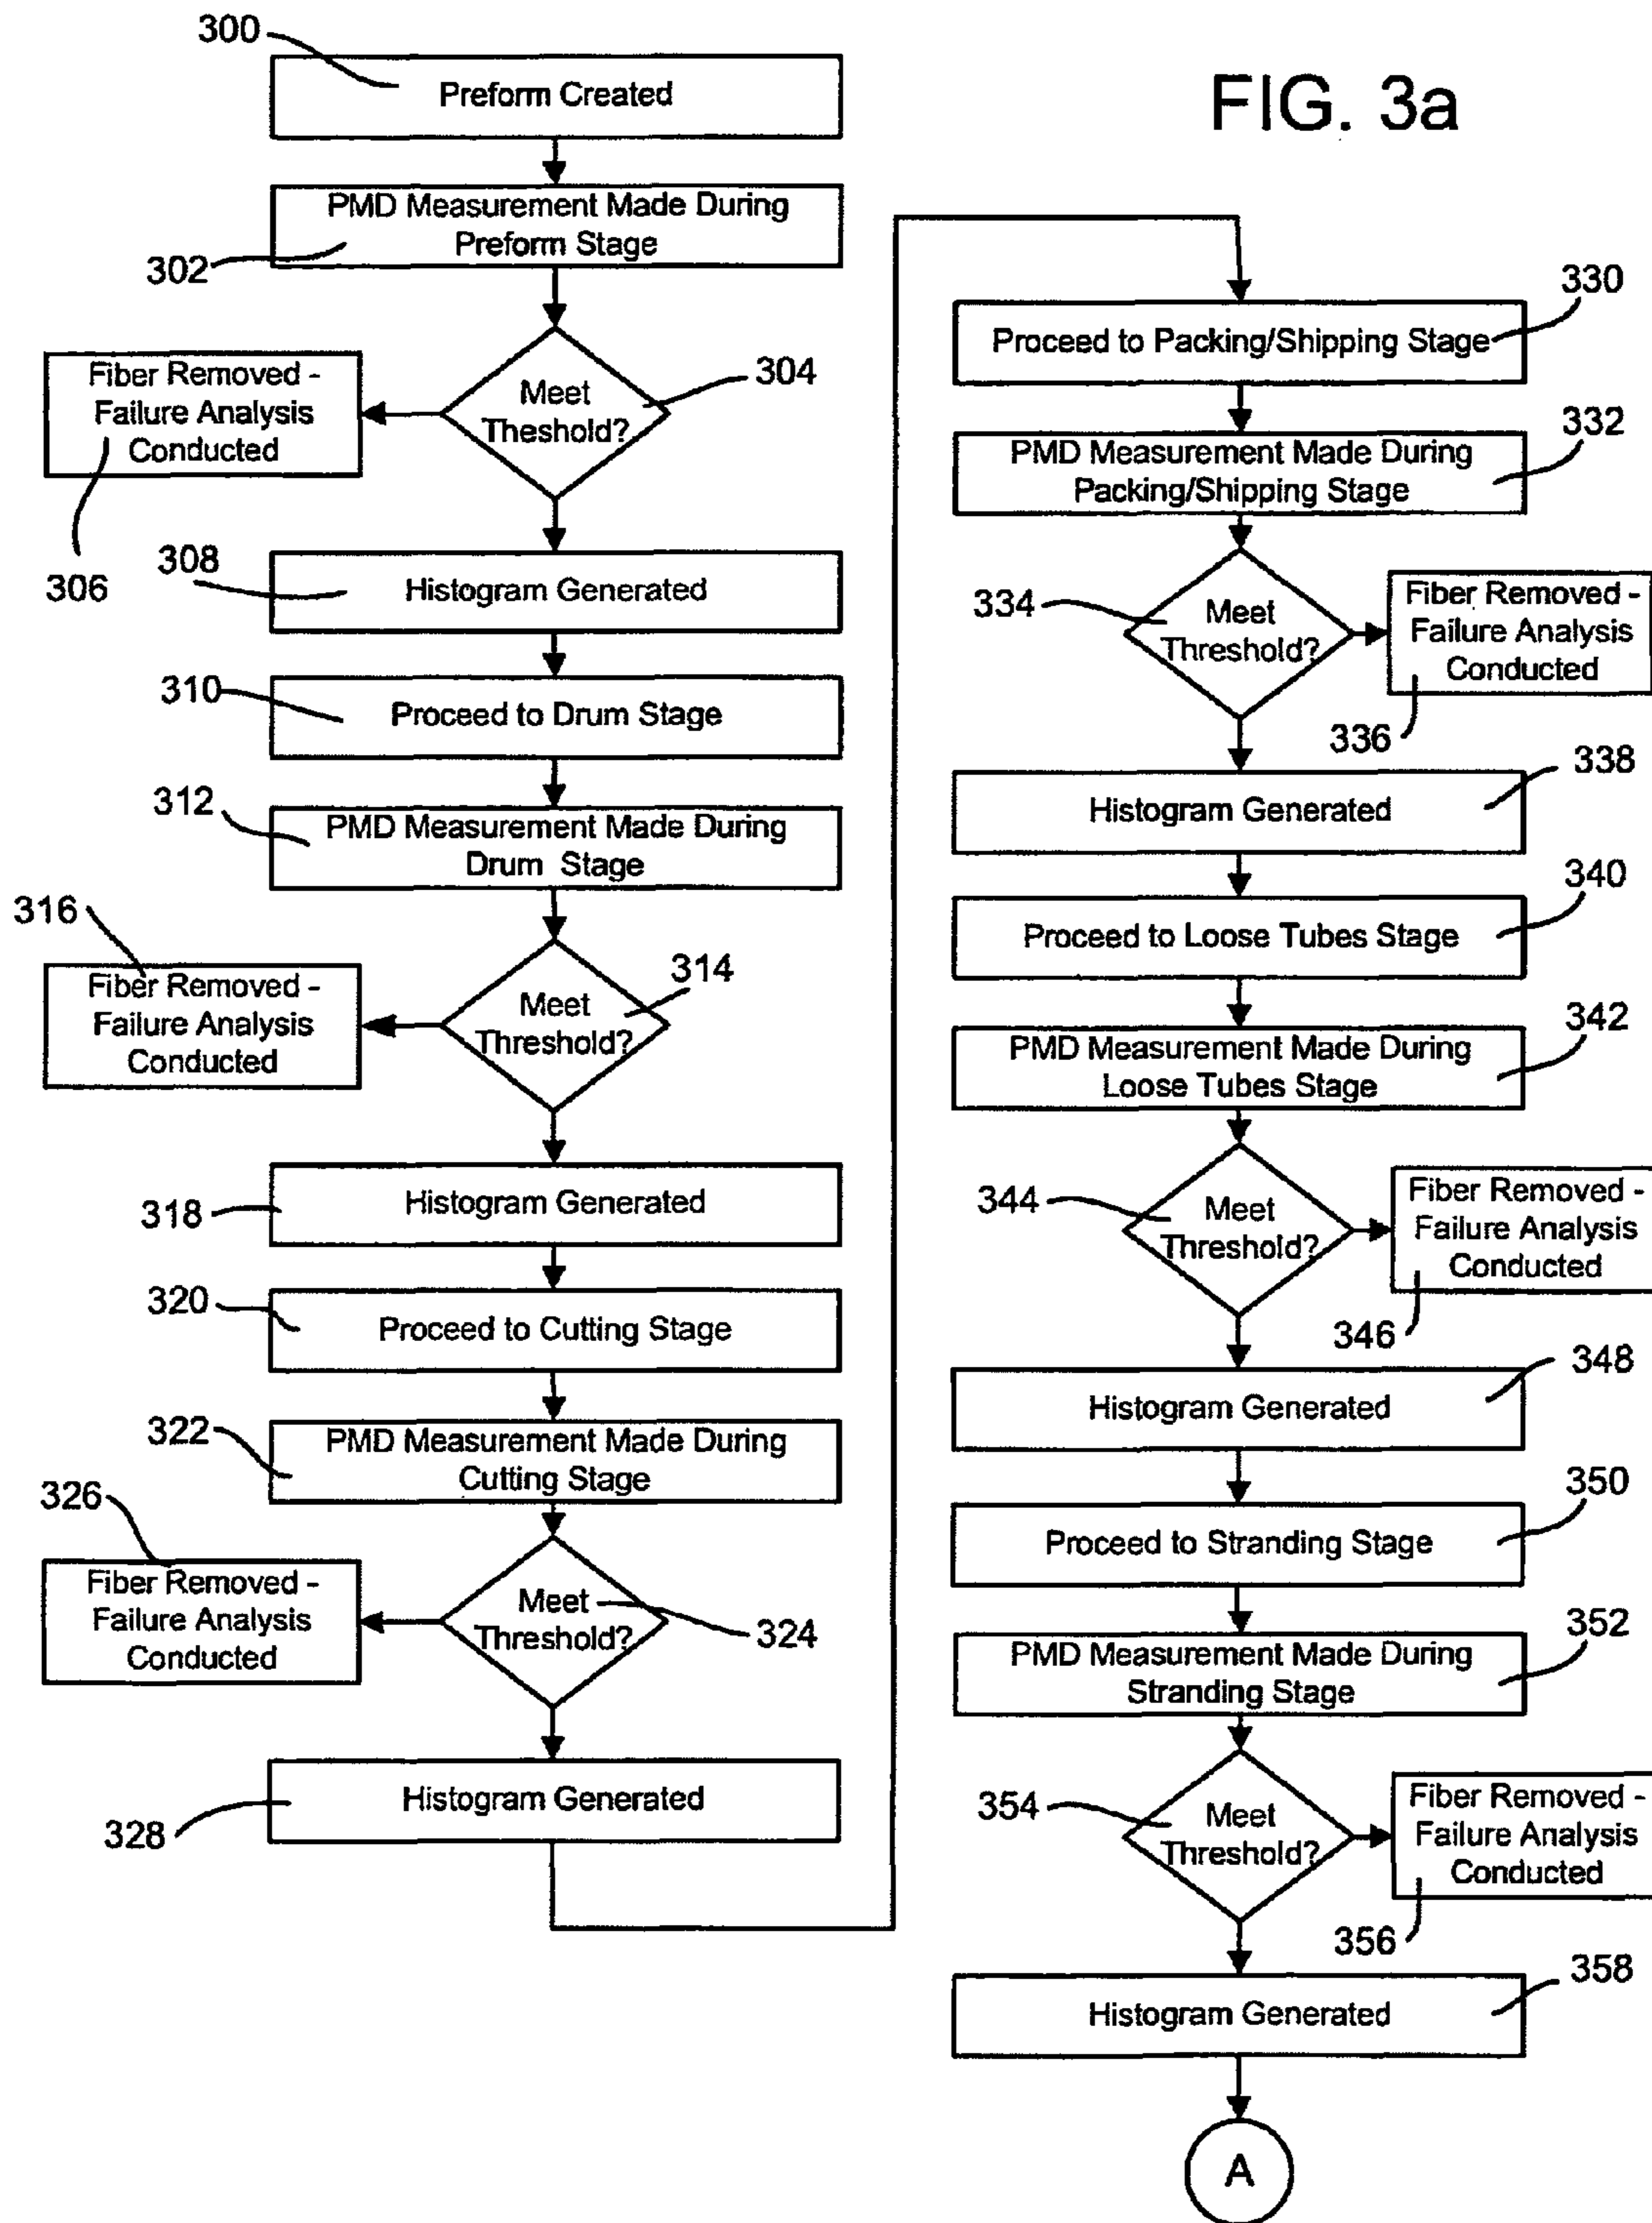 FIG. 3a
300
Preform Created
PMD Measurement Made During
Preform Stage
302
Meet
Theshold?
304
Fiber Removed -
Failure Analysis
Conducted
306
308
Histogram Generated
310
Proceed to Drum Stage
312
PMD Measurement Made During
Drum Stage
316
Fiber Removed -
Failure Analysis
Conducted
Meet
Threshold?
314
Histogram Generated
318
320
Proceed to Cutting Stage
322
PMD Measurement Made During
Cutting Stage
326
Fiber Removed -
Failure Analysis
Conducted
Meet
Threshold?
324
Histogram Generated
328
330
Proceed to Packing/Shipping Stage
332
PMD Measurement Made During
Packing/Shipping Stage
334
Meet
Threshold?
Fiber Removed -
Failure Analysis
Conducted
336
338
Histogram Generated
340
Proceed to Loose Tubes Stage
342
PMD Measurement Made During
Loose Tubes Stage
344
Meet
Threshold?
Fiber Removed -
Failure Analysis
Conducted
346
348
Histogram Generated
350
Proceed to Stranding Stage
352
PMD Measurement Made During
Stranding Stage
354
Meet
Threshold?
Fiber Removed -
Failure Analysis
Conducted
356
358
Histogram Generated
A